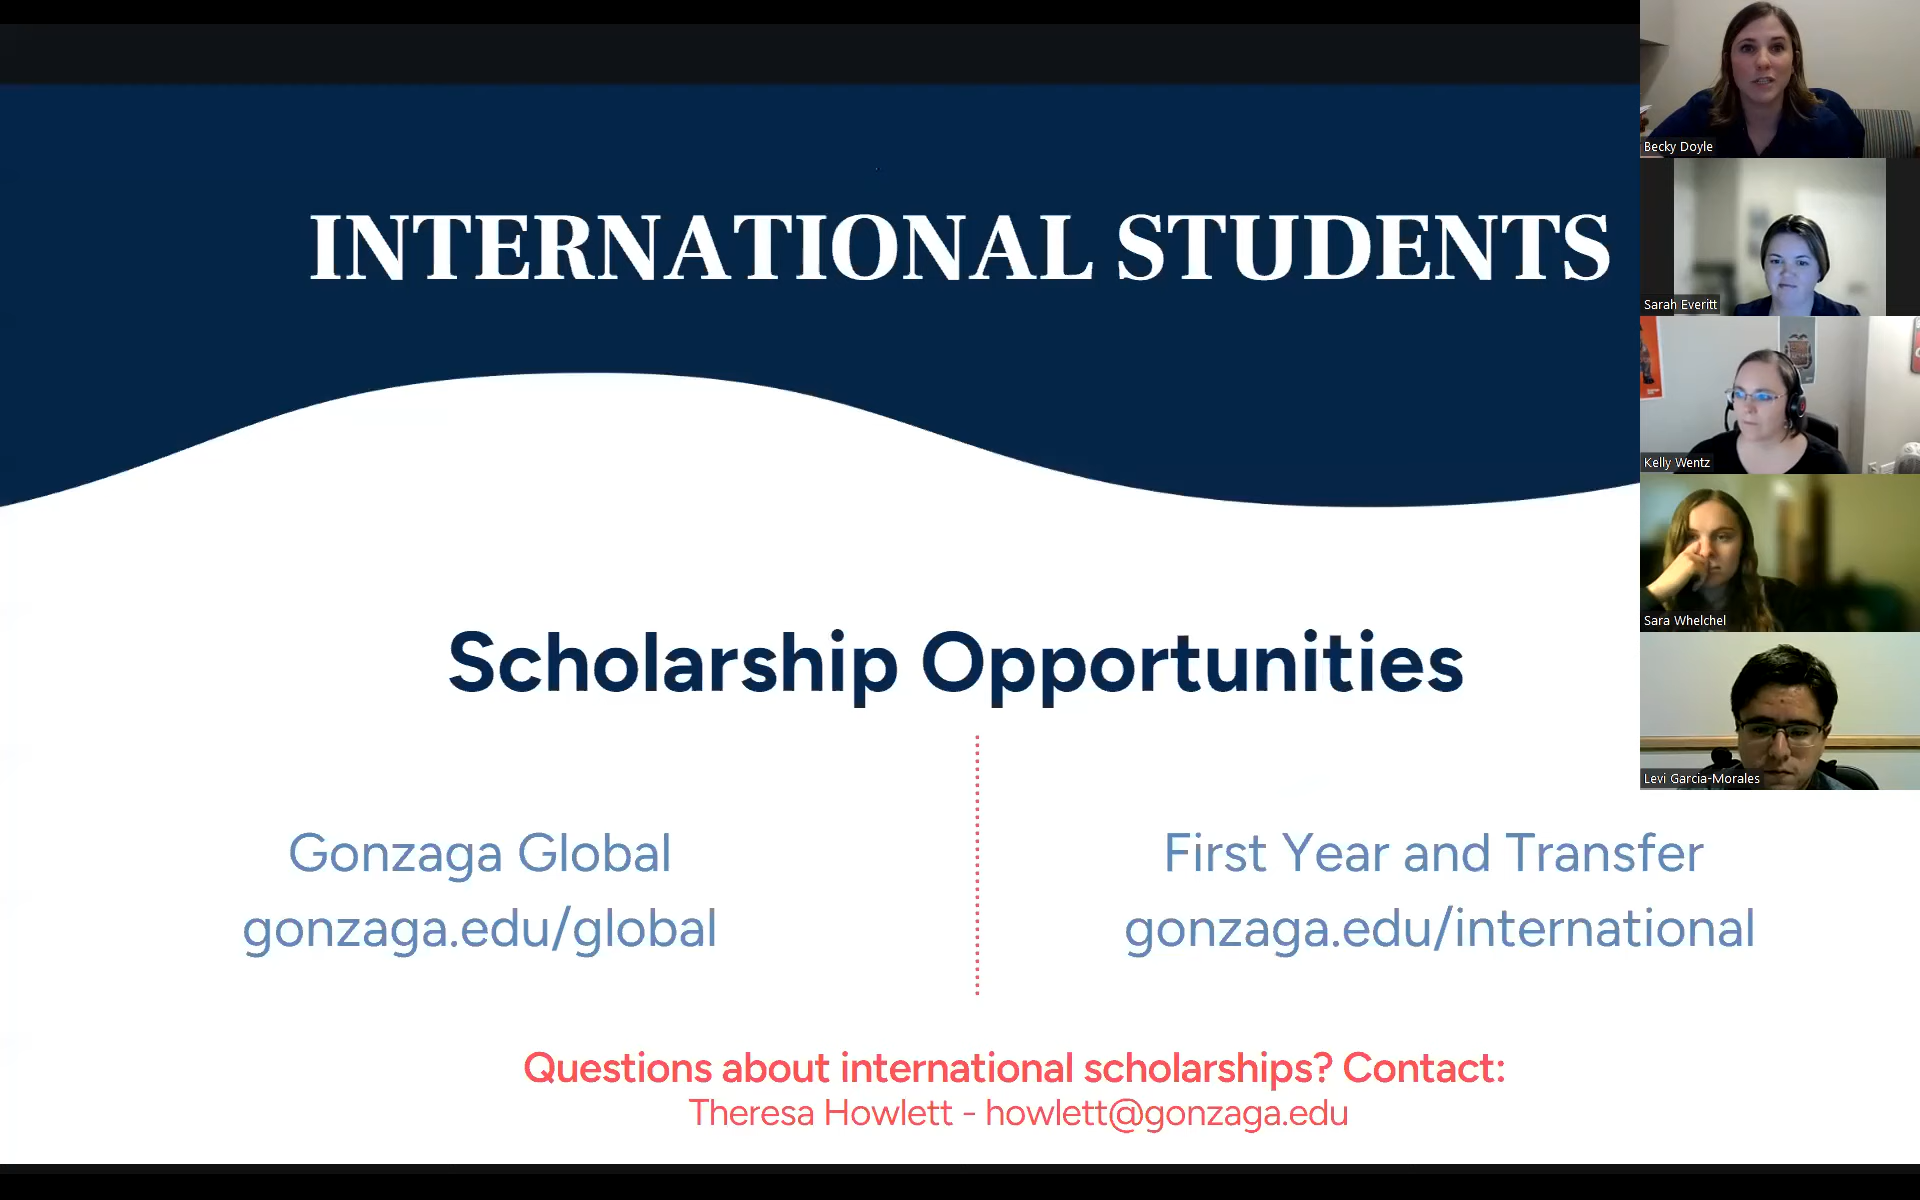 INTERNATIONAL STUDENTS
Scholarship Opportunities
Gonzaga Global
gonzaga.edu/global
First Year and Transfer
gonzaga.edu/international
Questions about international scholarships? Contact:
Theresa Howlett - howlett@gonzaga.edu
Becky Doyle
Sarah Everitt
Kelly Wentz
Sara Whelchel
Levi Garcia-Morales